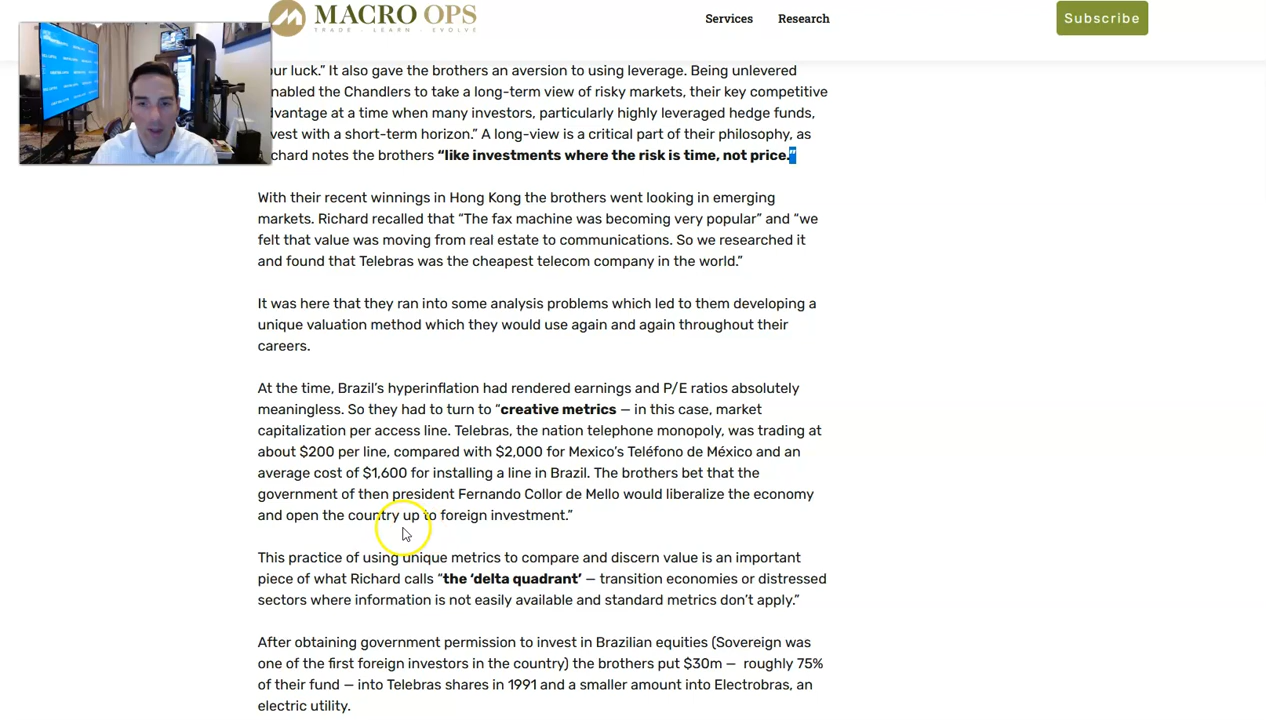 MACRO OPS
TRADE . LEARN . EVOLVE
Services
Research
Subscribe
our luck.” It also gave the brothers an aversion to using leverage. Being unlevered
nabled the Chandlers to take a long-term view of risky markets, their key competitive
dvantage at a time when many investors, particularly highly leveraged hedge funds,
vest with a short-term horizon.” A long-view is a critical part of their philosophy, as
chard notes the brothers “like investments where the risk is time, not price.”
With their recent winnings in Hong Kong the brothers went looking in emerging
markets. Richard recalled that “The fax machine was becoming very popular” and “we
felt that value was moving from real estate to communications. So we researched it
and found that Telebras was the cheapest telecom company in the world.”
It was here that they ran into some analysis problems which led to them developing a
unique valuation method which they would use again and again throughout their
careers.
At the time, Brazil’s hyperinflation had rendered earnings and P/E ratios absolutely
meaningless. So they had to turn to “creative metrics — in this case, market
capitalization per access line. Telebras, the nation telephone monopoly, was trading at
about $200 per line, compared with $2,000 for Mexico’s Teléfono de México and an
average cost of $1,600 for installing a line in Brazil. The brothers bet that the
government of then president Fernando Collor de Mello would liberalize the economy
and open the country up to foreign investment.”
This practice of using unique metrics to compare and discern value is an important
piece of what Richard calls “the ‘delta quadrant’ — transition economies or distressed
sectors where information is not easily available and standard metrics don’t apply.”
After obtaining government permission to invest in Brazilian equities (Sovereign was
one of the first foreign investors in the country) the brothers put $30m — roughly 75%
of their fund — into Telebras shares in 1991 and a smaller amount into Electrobras, an
electric utility.